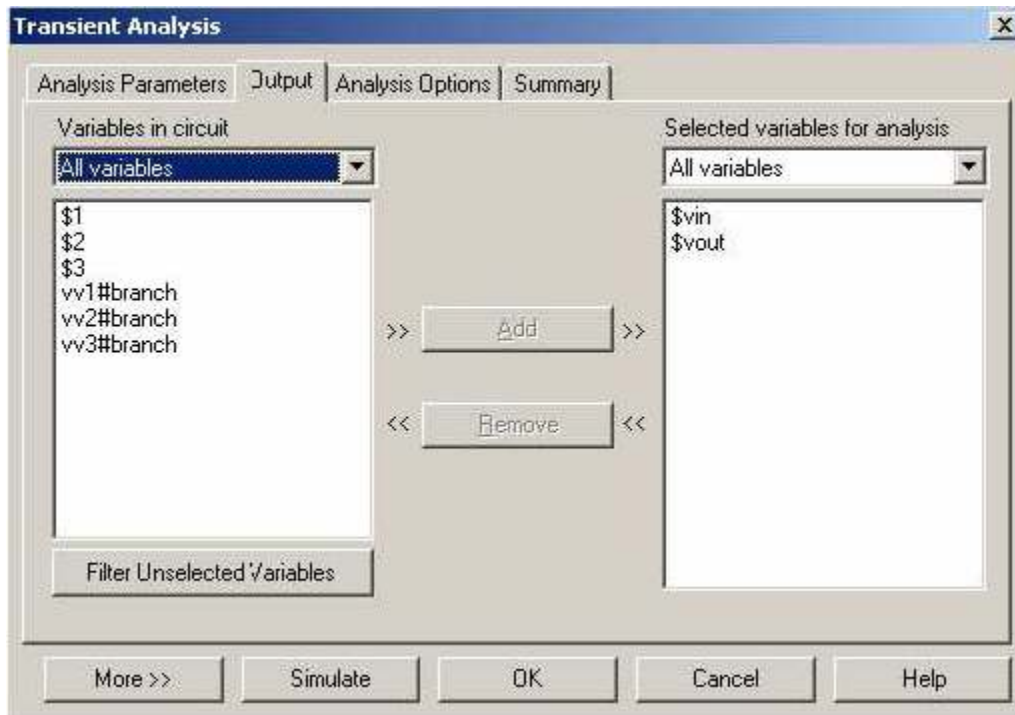 Transient Analysis
Analysis Parameters Output Analysis Options Summary
Variables in circuit
All variables
$1
$2
$3
vv1#branch
vv2#branch
vv3#branch
Filter Unselected Variables
>> Add >>
<< Remove <<
Selected variables for analysis
All variables
$vin
$vout
More >> Simulate OK Cancel Help